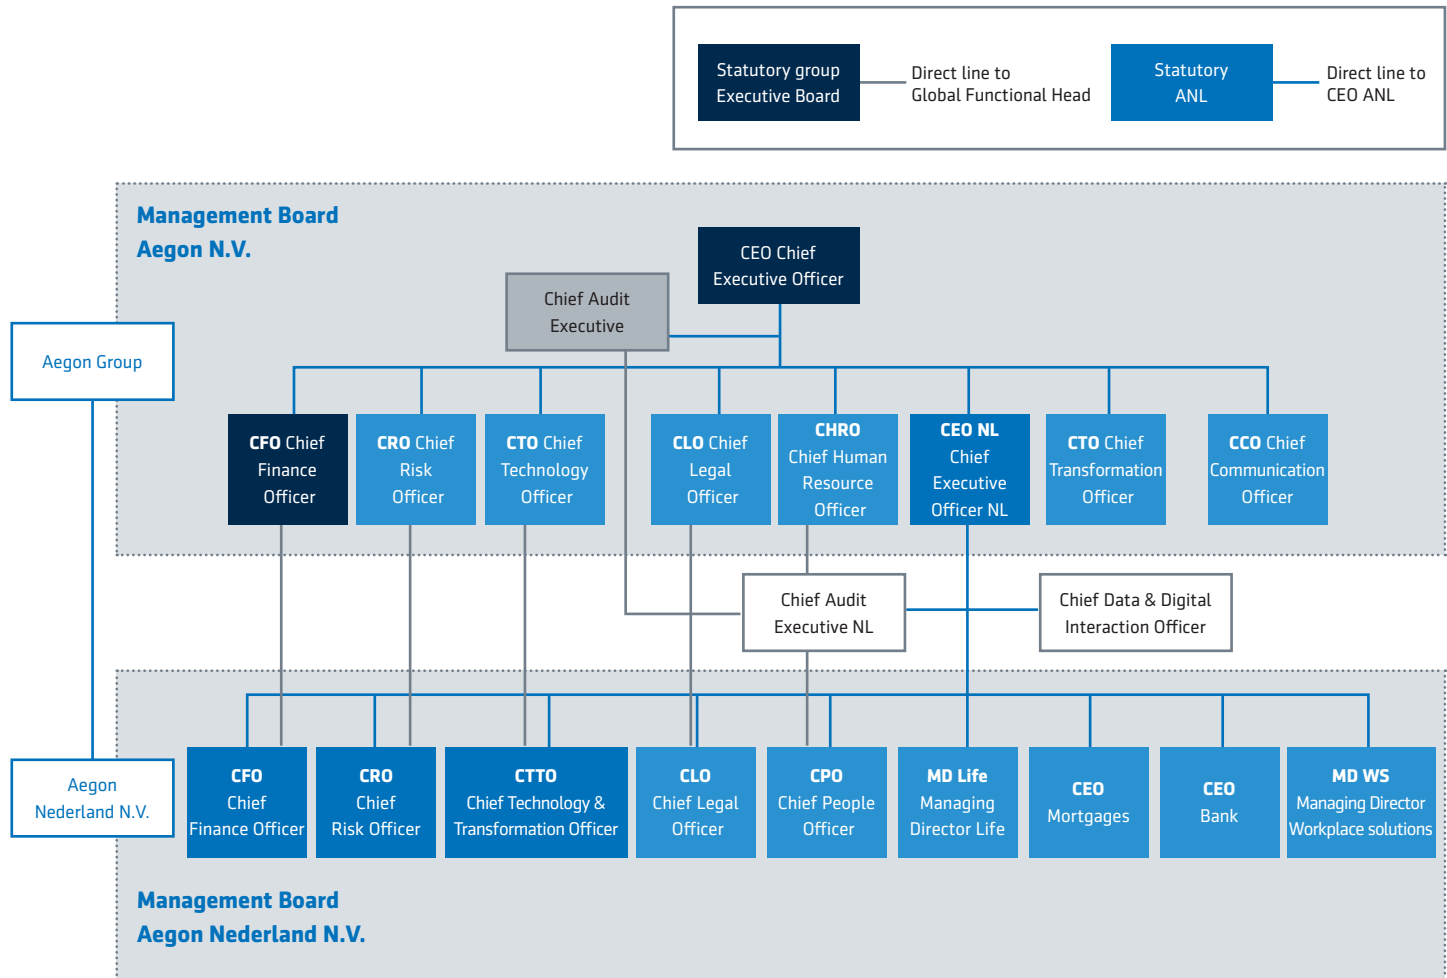 Statutory group
Executive Board
Direct line to
Global Functional Head
Statutory
ANL
Direct line to
CEO ANL
Management Board
Aegon N.V.
CEO Chief
Executive Officer
Chief Audit
Executive
Aegon Group
CFO Chief
Finance
Officer
CRO Chief
Risk
Officer
CTO Chief
Technology
Officer
CLO Chief
Legal
Officer
CHRO
Chief Human
Resource
Officer
CEO NL
Chief
Executive
Officer NL
CTO Chief
Transformation
Officer
CCO Chief
Communication
Officer
Chief Audit
Executive NL
Chief Data & Digital
Interaction Officer
Aegon
Nederland N.V.
CFO
Chief
Finance Officer
CRO
Chief
Risk Officer
CTTO
Chief Technology &
Transformation Officer
CLO
Chief Legal
Officer
CPO
Chief People
Officer
MD Life
Managing
Director Life
CEO
Mortgages
CEO
Bank
MD WS
Managing Director
Workplace solutions
Management Board
Aegon Nederland N.V.